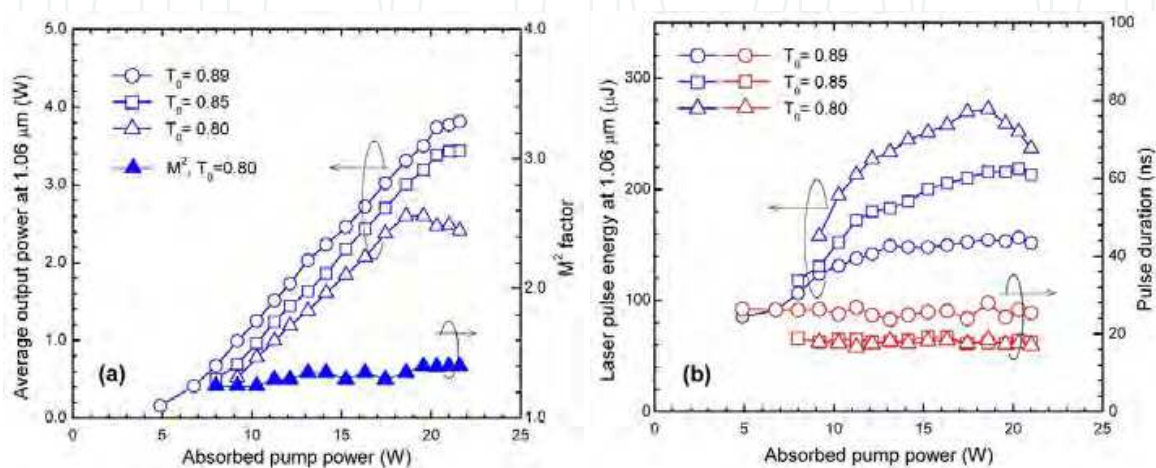 5.0
4.0
3.0
2.0
1.0
0.0
Average output power at 1.06 μm (W)
T₀= 0.89
T₀= 0.85
T₀= 0.80
M², T₀=0.80
(a)
0 5 10 15 20 25
Absorbed pump power (W)
4.0
3.0
2.0
1.0
M² factor
300
200
100
0
Laser pulse energy at 1.06 μm (μJ)
T₀= 0.89
T₀= 0.85
T₀= 0.80
(b)
0 5 10 15 20 25
Absorbed pump power (W)
100
80
60
40
20
0
Pulse duration (ns)